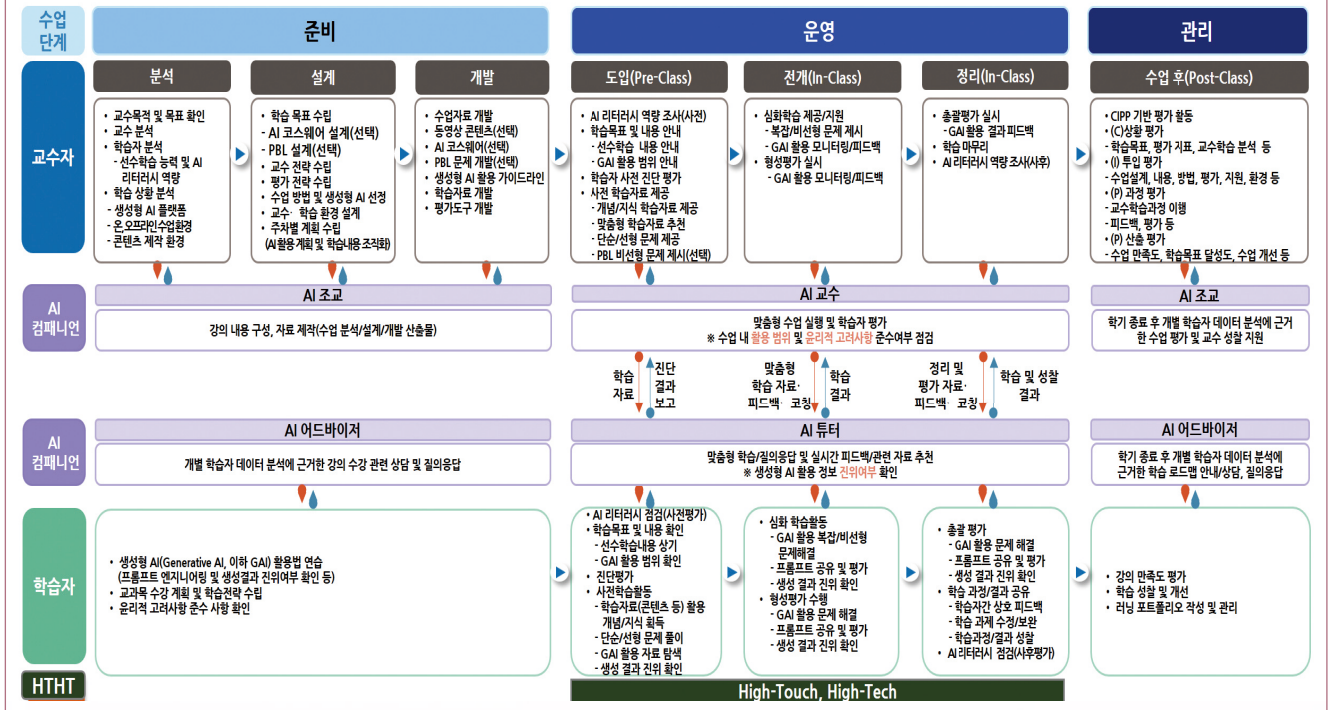 수업
단계
준비
운영
관리
교수자
분석
• 교수목적 및 목표 확인
• 교수 분석
• 학습자 분석
- 선수학습 능력 및 AI
리터러시 역량
• 학습 상황 분석
- 생성형 AI 플랫폼
- 온,오프라인수업환경
- 콘텐츠 제작 환경
설계
• 학습 목표 수립
- AI 코스웨어 설계(선택)
- PBL 설계(선택)
• 교수 전략 수립
• 평가 전략 수립
• 수업 방법 및 생성형 AI 선정
• 교수· 학습 환경 설계
• 주차별 계획 수립
(AI 활용 계획 및 학습내용 조직화)
개발
• 수업자료 개발
• 동영상 콘텐츠(선택)
• AI 코스웨어(선택)
• PBL 문제 개발(선택)
• 생성형 AI 활용 가이드라인
• 학습자료 개발
• 평가도구 개발
도입(Pre-Class)
• AI 리터러시 역량 조사(사전)
• 학습목표 및 내용 안내
- 선수학습 내용 안내
- GAI 활용 범위 안내
• 학습자 사전 진단 평가
• 사전 학습자료 제공
- 개념/지식 학습자료 제공
- 맞춤형 학습자료 추천
- 단순/선형 문제 제공
- PBL 비선형 문제 제시(선택)
전개(In-Class)
• 심화학습 제공/지원
- 복잡/비선형 문제 제시
- GAI 활용 모니터링/피드백
• 형성평가 실시
- GAI 활용 모니터링/피드백
정리(In-Class)
• 총괄평가 실시
- GAI 활용 결과 피드백
• 학습 마무리
• AI 리터러시 역량 조사(사후)
수업 후(Post-Class)
• CIPP 기반 평가 활동
• (C)상황 평가
- 학습목표, 평가 지표, 교수학습 분석 등
• (I) 투입 평가
- 수업설계, 내용, 방법, 평가, 지원, 환경 등
• (P) 과정 평가
- 교수학습과정 이행
- 피드백, 평가 등
• (P) 산출 평가
- 수업 만족도, 학습목표 달성도, 수업 개선 등
AI
컴패니언
AI 조교
강의 내용 구성, 자료 제작(수업 분석/설계/개발 산출물)
AI 교수
맞춤형 수업 실행 및 학습자 평가
※ 수업 내 활용 범위 및 윤리적 고려사항 준수여부 점검
AI 조교
학기 종료 후 개별 학습자 데이터 분석에 근거
한 수업 평가 및 교수 성찰 지원
학습
자료
진단
결과
보고
맞춤형
학습 자료·
피드백· 코칭
학습
결과
정리 및
평가 자료·
피드백· 코칭
학습 및 성찰
결과
AI
컴패니언
AI 어드바이저
개별 학습자 데이터 분석에 근거한 강의 수강 관련 상담 및 질의응답
AI 튜터
맞춤형 학습/질의응답 및 실시간 피드백/관련 자료 추천
※ 생성형 AI 활용 정보 진위여부 확인
AI 어드바이저
학기 종료 후 개별 학습자 데이터 분석에
근거한 학습 로드맵 안내/상담, 질의응답
학습자
• 생성형 AI(Generative AI, 이하 GAI) 활용법 연습
(프롬프트 엔지니어링 및 생성결과 진위여부 확인 등)
• 교과목 수강 계획 및 학습전략 수립
• 윤리적 고려사항 준수 사항 확인
• AI 리터러시 점검(사전평가)
• 학습목표 및 내용 확인
- 선수학습내용 상기
- GAI 활용 범위 확인
• 진단평가
• 사전학습활동
- 학습자료(콘텐츠 등) 활용
개념/지식 획득
- 단순/선형 문제 풀이
- GAI 활용 자료 탐색
- 생성 결과 진위 확인
• 심화 학습활동
- GAI 활용 복잡/비선형
문제해결
- 프롬프트 공유 및 평가
- 생성 결과 진위 확인
• 형성평가 수행
- GAI 활용 문제 해결
- 프롬프트 공유 및 평가
- 생성 결과 진위 확인
• 총괄 평가
- GAI 활용 문제 해결
- 프롬프트 공유 및 평가
- 생성 결과 진위 확인
• 학습 과정/결과 공유
- 학습자간 상호 피드백
- 학습 과제 수정/보완
- 학습과정/결과 성찰
• AI 리터러시 점검(사후평가)
• 강의 만족도 평가
• 학습 성찰 및 개선
• 러닝 포트폴리오 작성 및 관리
HTHT
High-Touch, High-Tech